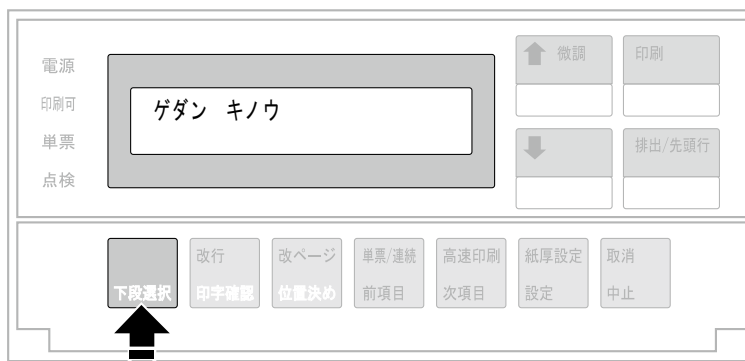 電源
印刷可
単票
点検
ゲダン キノウ
微調
印刷
排出/先頭行
下段選択
改行
印字確認
改ページ
位置決め
単票/連続
前項目
高速印刷
次項目
紙厚設定
設定
取消
中止